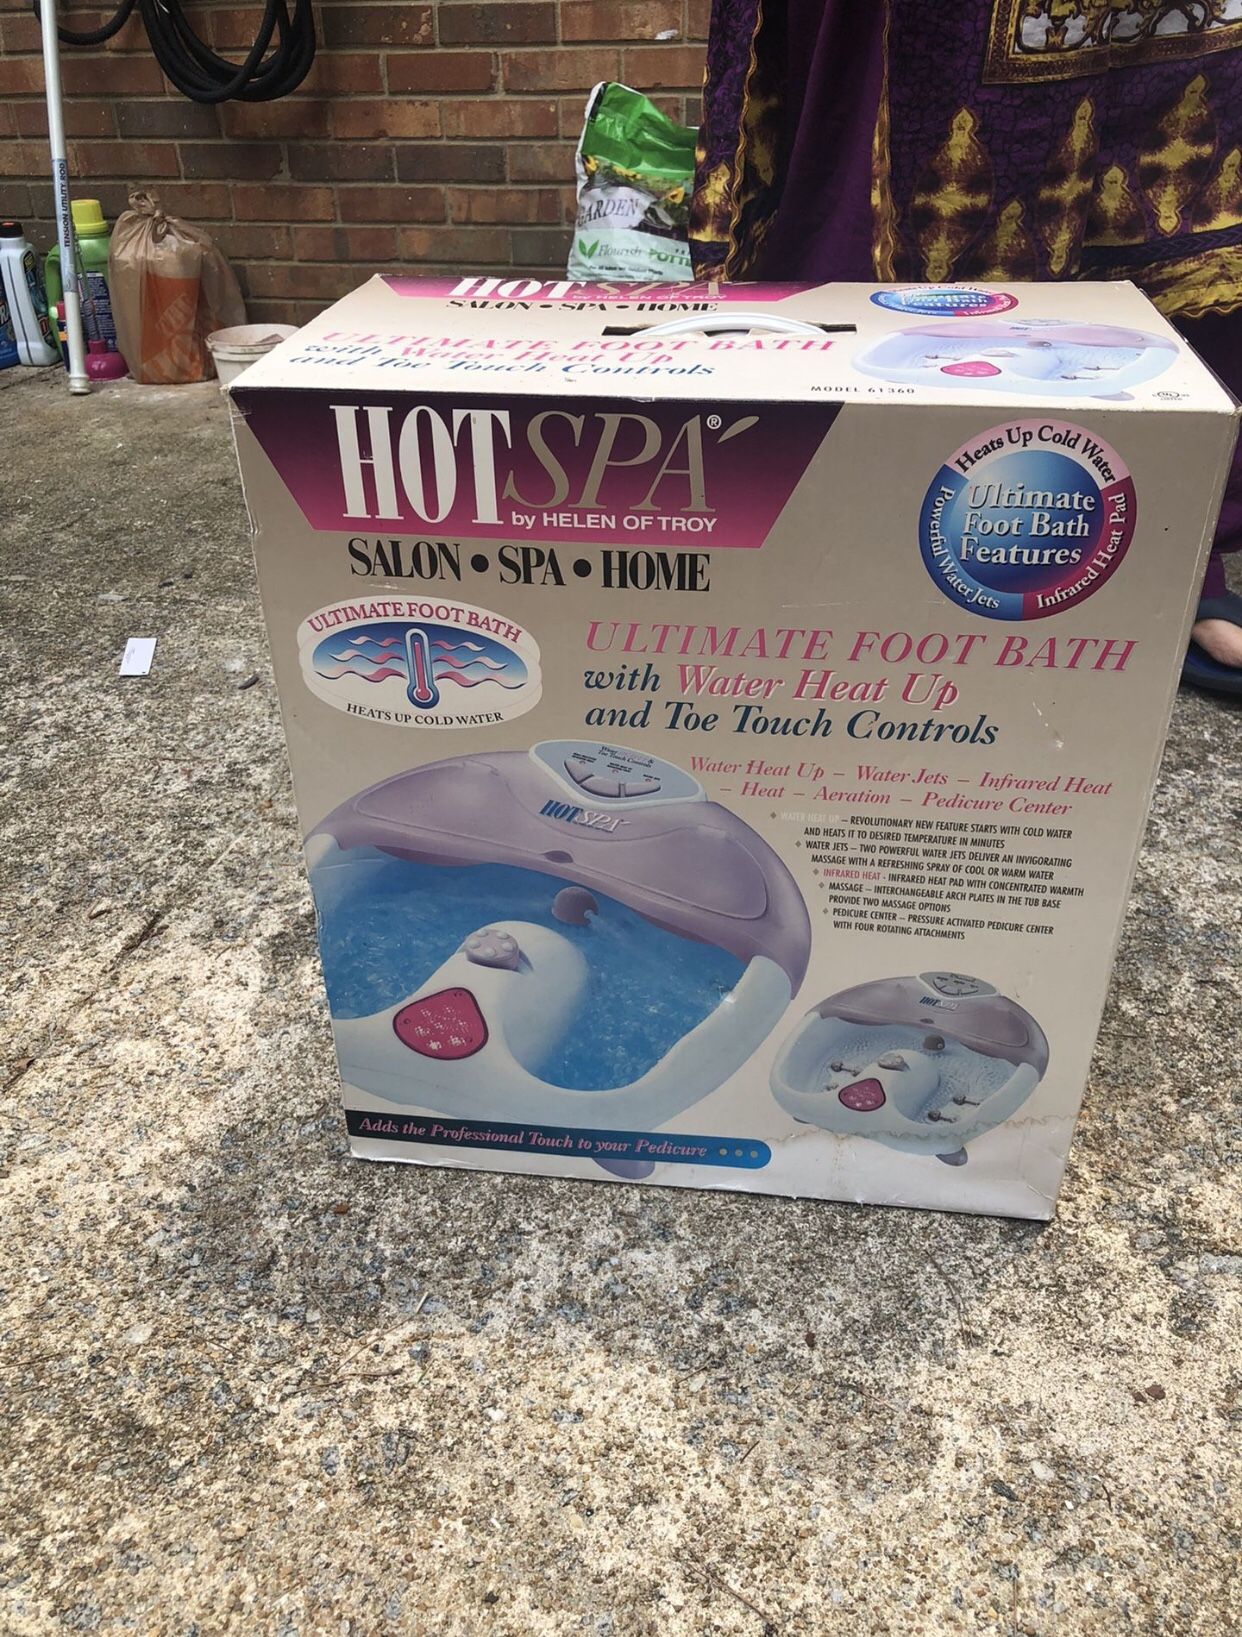 TENSION UTILITY ROD
GARDEN
Flourish
HOT SPA
by HELEN OF TROY
SALON • SPA • HOME
ULTIMATE FOOT BATH
with Water Heat Up
and Toe Touch Controls
MODEL 61360
HOT SPA®
by HELEN OF TROY
SALON • SPA • HOME
Heats Up Cold Water
Powerful Water Jets
Infrared Heat Pad
Ultimate
Foot Bath
Features
ULTIMATE FOOT BATH
HEATS UP COLD WATER
ULTIMATE FOOT BATH
with Water Heat Up
and Toe Touch Controls
Water Heat Up – Water Jets – Infrared Heat
– Heat – Aeration – Pedicure Center
WATER HEAT UP – REVOLUTIONARY NEW FEATURE STARTS WITH COLD WATER
AND HEATS IT TO DESIRED TEMPERATURE IN MINUTES
WATER JETS – TWO POWERFUL WATER JETS DELIVER AN INVIGORATING
MASSAGE WITH A REFRESHING SPRAY OF COOL OR WARM WATER
INFRARED HEAT - INFRARED HEAT PAD WITH CONCENTRATED WARMTH
MASSAGE – INTERCHANGEABLE ARCH PLATES IN THE TUB BASE
PROVIDE TWO MASSAGE OPTIONS
PEDICURE CENTER – PRESSURE ACTIVATED PEDICURE CENTER
WITH FOUR ROTATING ATTACHMENTS
HOT SPA
HOT SPA
Adds the Professional Touch to your Pedicure •••